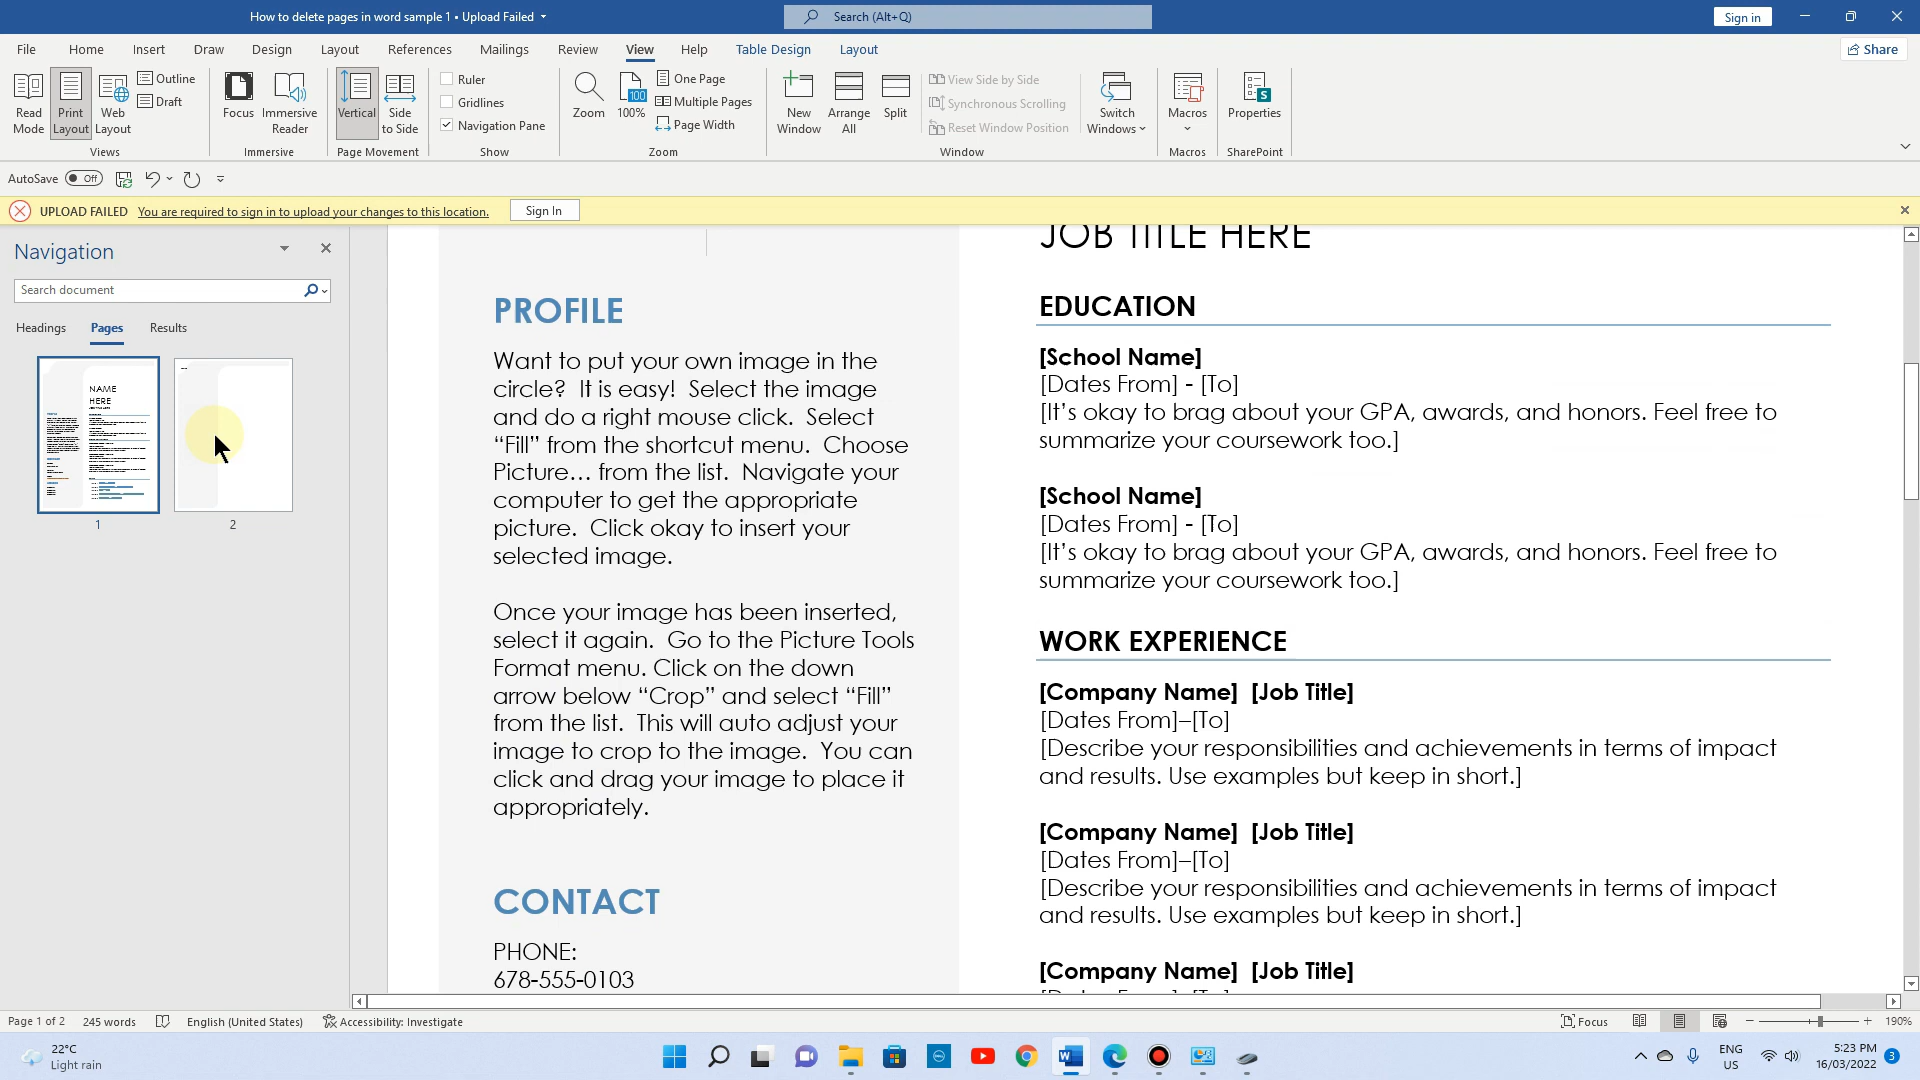 How to delete pages in word sample 1 • Upload Failed
Search (Alt+Q)
Sign in
File Home Insert Draw Design Layout References Mailings Review View Help Table Design Layout
Share
Read Mode
Print Layout
Web Layout
Outline
Draft
Views
Focus
Immersive Reader
Immersive
Vertical
Side to Side
Page Movement
Ruler
Gridlines
Navigation Pane
Show
Zoom
100
100%
One Page
Multiple Pages
Page Width
Zoom
New Window
Arrange All
Split
View Side by Side
Synchronous Scrolling
Reset Window Position
Switch Windows
Window
Macros
Macros
Properties
SharePoint
AutoSave Off
UPLOAD FAILED You are required to sign in to upload your changes to this location. Sign In
Navigation
Search document
Headings Pages Results
NAME
HERE
1
2
PROFILE
Want to put your own image in the
circle? It is easy! Select the image
and do a right mouse click. Select
“Fill” from the shortcut menu. Choose
Picture… from the list. Navigate your
computer to get the appropriate
picture. Click okay to insert your
selected image.
Once your image has been inserted,
select it again. Go to the Picture Tools
Format menu. Click on the down
arrow below “Crop” and select “Fill”
from the list. This will auto adjust your
image to crop to the image. You can
click and drag your image to place it
appropriately.
CONTACT
PHONE:
678-555-0103
JOB TITLE HERE
EDUCATION
[School Name]
[Dates From] - [To]
[It’s okay to brag about your GPA, awards, and honors. Feel free to
summarize your coursework too.]
[School Name]
[Dates From] - [To]
[It’s okay to brag about your GPA, awards, and honors. Feel free to
summarize your coursework too.]
WORK EXPERIENCE
[Company Name] [Job Title]
[Dates From]–[To]
[Describe your responsibilities and achievements in terms of impact
and results. Use examples but keep in short.]
[Company Name] [Job Title]
[Dates From]–[To]
[Describe your responsibilities and achievements in terms of impact
and results. Use examples but keep in short.]
[Company Name] [Job Title]
[Dates From]–[To]
Page 1 of 2 245 words English (United States) Accessibility: Investigate
Focus
190%
22°C
Light rain
ENG
US
5:23 PM
16/03/2022
3